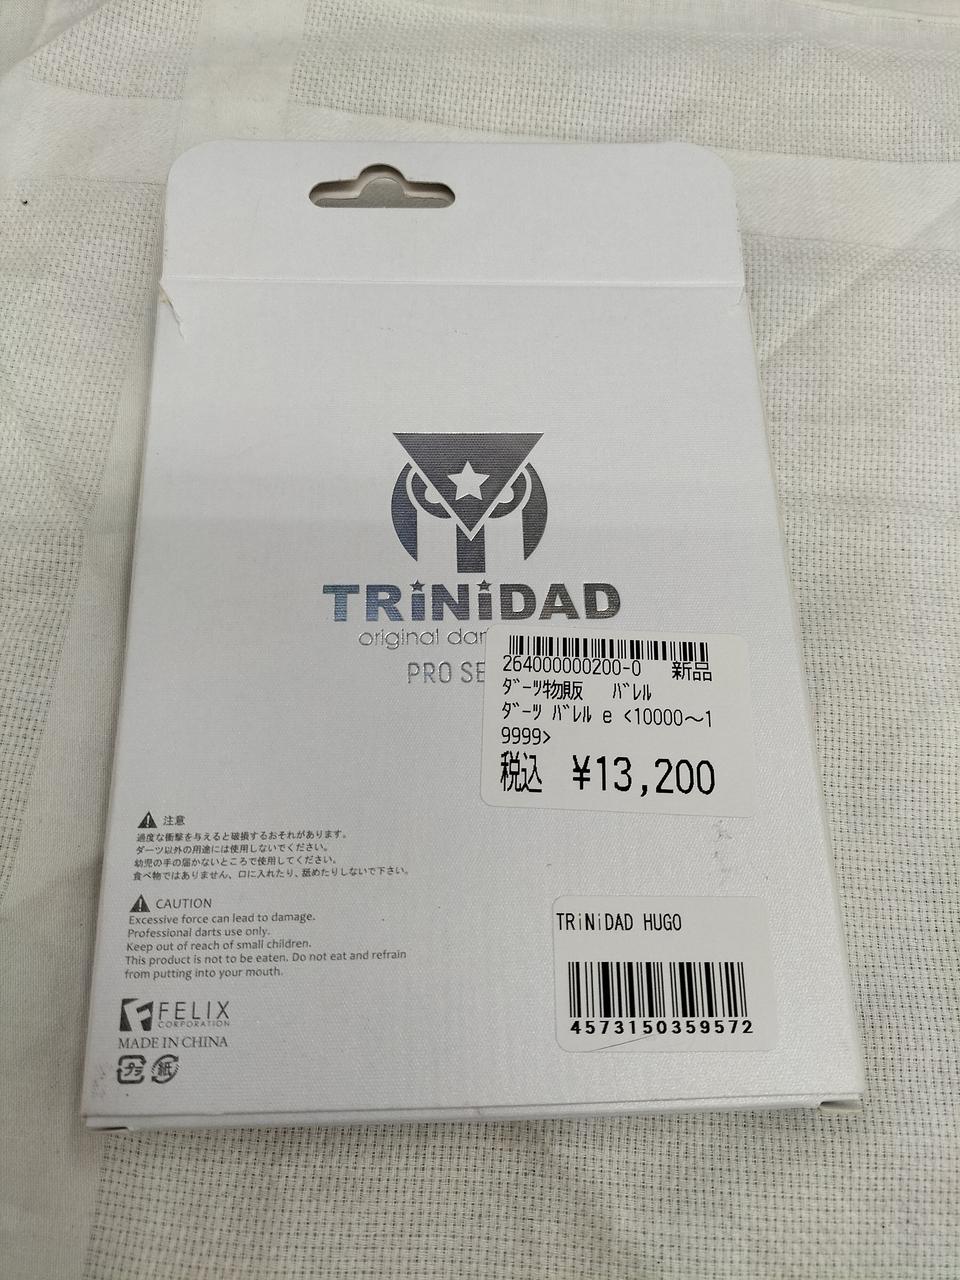 TRiNiDAD
original dar
PRO SE
264000000200-0 新品
ﾀﾞｰﾂ物販 ﾊﾞﾚﾙ
ﾀﾞｰﾂ ﾊﾞﾚﾙ e <10000～1
9999>
税込 ¥13,200
注意
過度な衝撃を与えると破損するおそれがあります。
ダーツ以外の用途には使用しないでください。
幼児の手の届かないところで使用してください。
食べ物ではありません、口に入れたり、舐めたりしないで下さい。
CAUTION
Excessive force can lead to damage.
Professional darts use only.
Keep out of reach of small children.
This product is not to be eaten. Do not eat and refrain
from putting into your mouth.
TRiNiDAD HUGO
4573150359572
FELIX
CORPORATION
MADE IN CHINA
プラ 紙